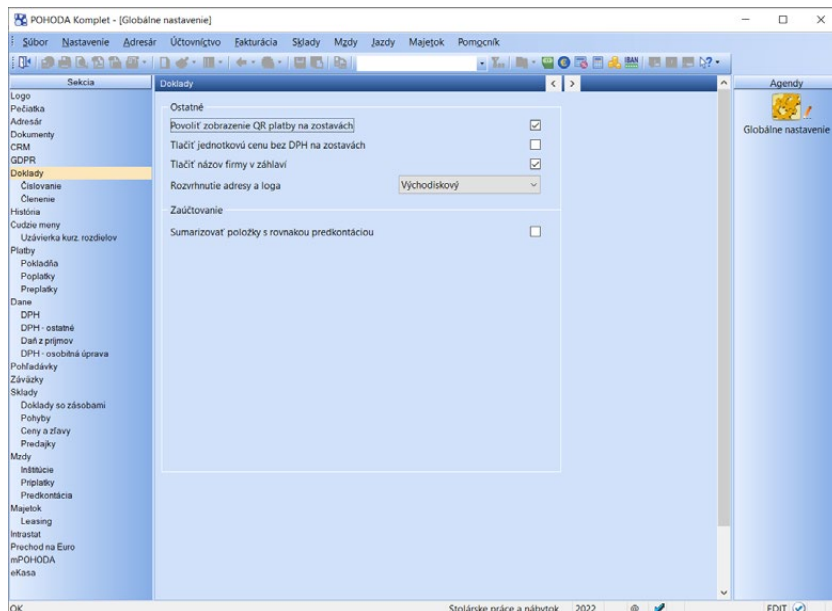 POHODA Komplet - [Globálne nastavenie]
Súbor Nastavenie Adresár Účtovníctvo Fakturácia Sklady Mzdy Jazdy Majetok Pomocník
IBAN
Sekcia
Logo
Pečiatka
Adresár
Dokumenty
CRM
GDPR
Doklady
Číslovanie
Členenie
História
Cudzie meny
Uzávierka kurz. rozdielov
Platby
Pokladňa
Poplatky
Preplatky
Dane
DPH
DPH - ostatné
Daň z príjmov
DPH - osobitná úprava
Pohľadávky
Záväzky
Sklady
Doklady so zásobami
Pohyby
Ceny a zľavy
Predajky
Mzdy
Inštitúcie
Príplatky
Predkontácia
Majetok
Leasing
Intrastat
Prechod na Euro
mPOHODA
eKasa
Doklady
Ostatné
Povoliť zobrazenie QR platby na zostavách
Tlačiť jednotkovú cenu bez DPH na zostavách
Tlačiť názov firmy v záhlaví
Rozvrhnutie adresy a loga Východiskový
Zaúčtovanie
Sumarizovať položky s rovnakou predkontáciou
Agendy
Globálne nastavenie
OK Stolárske práce a nábytok 2022 @ EDIT